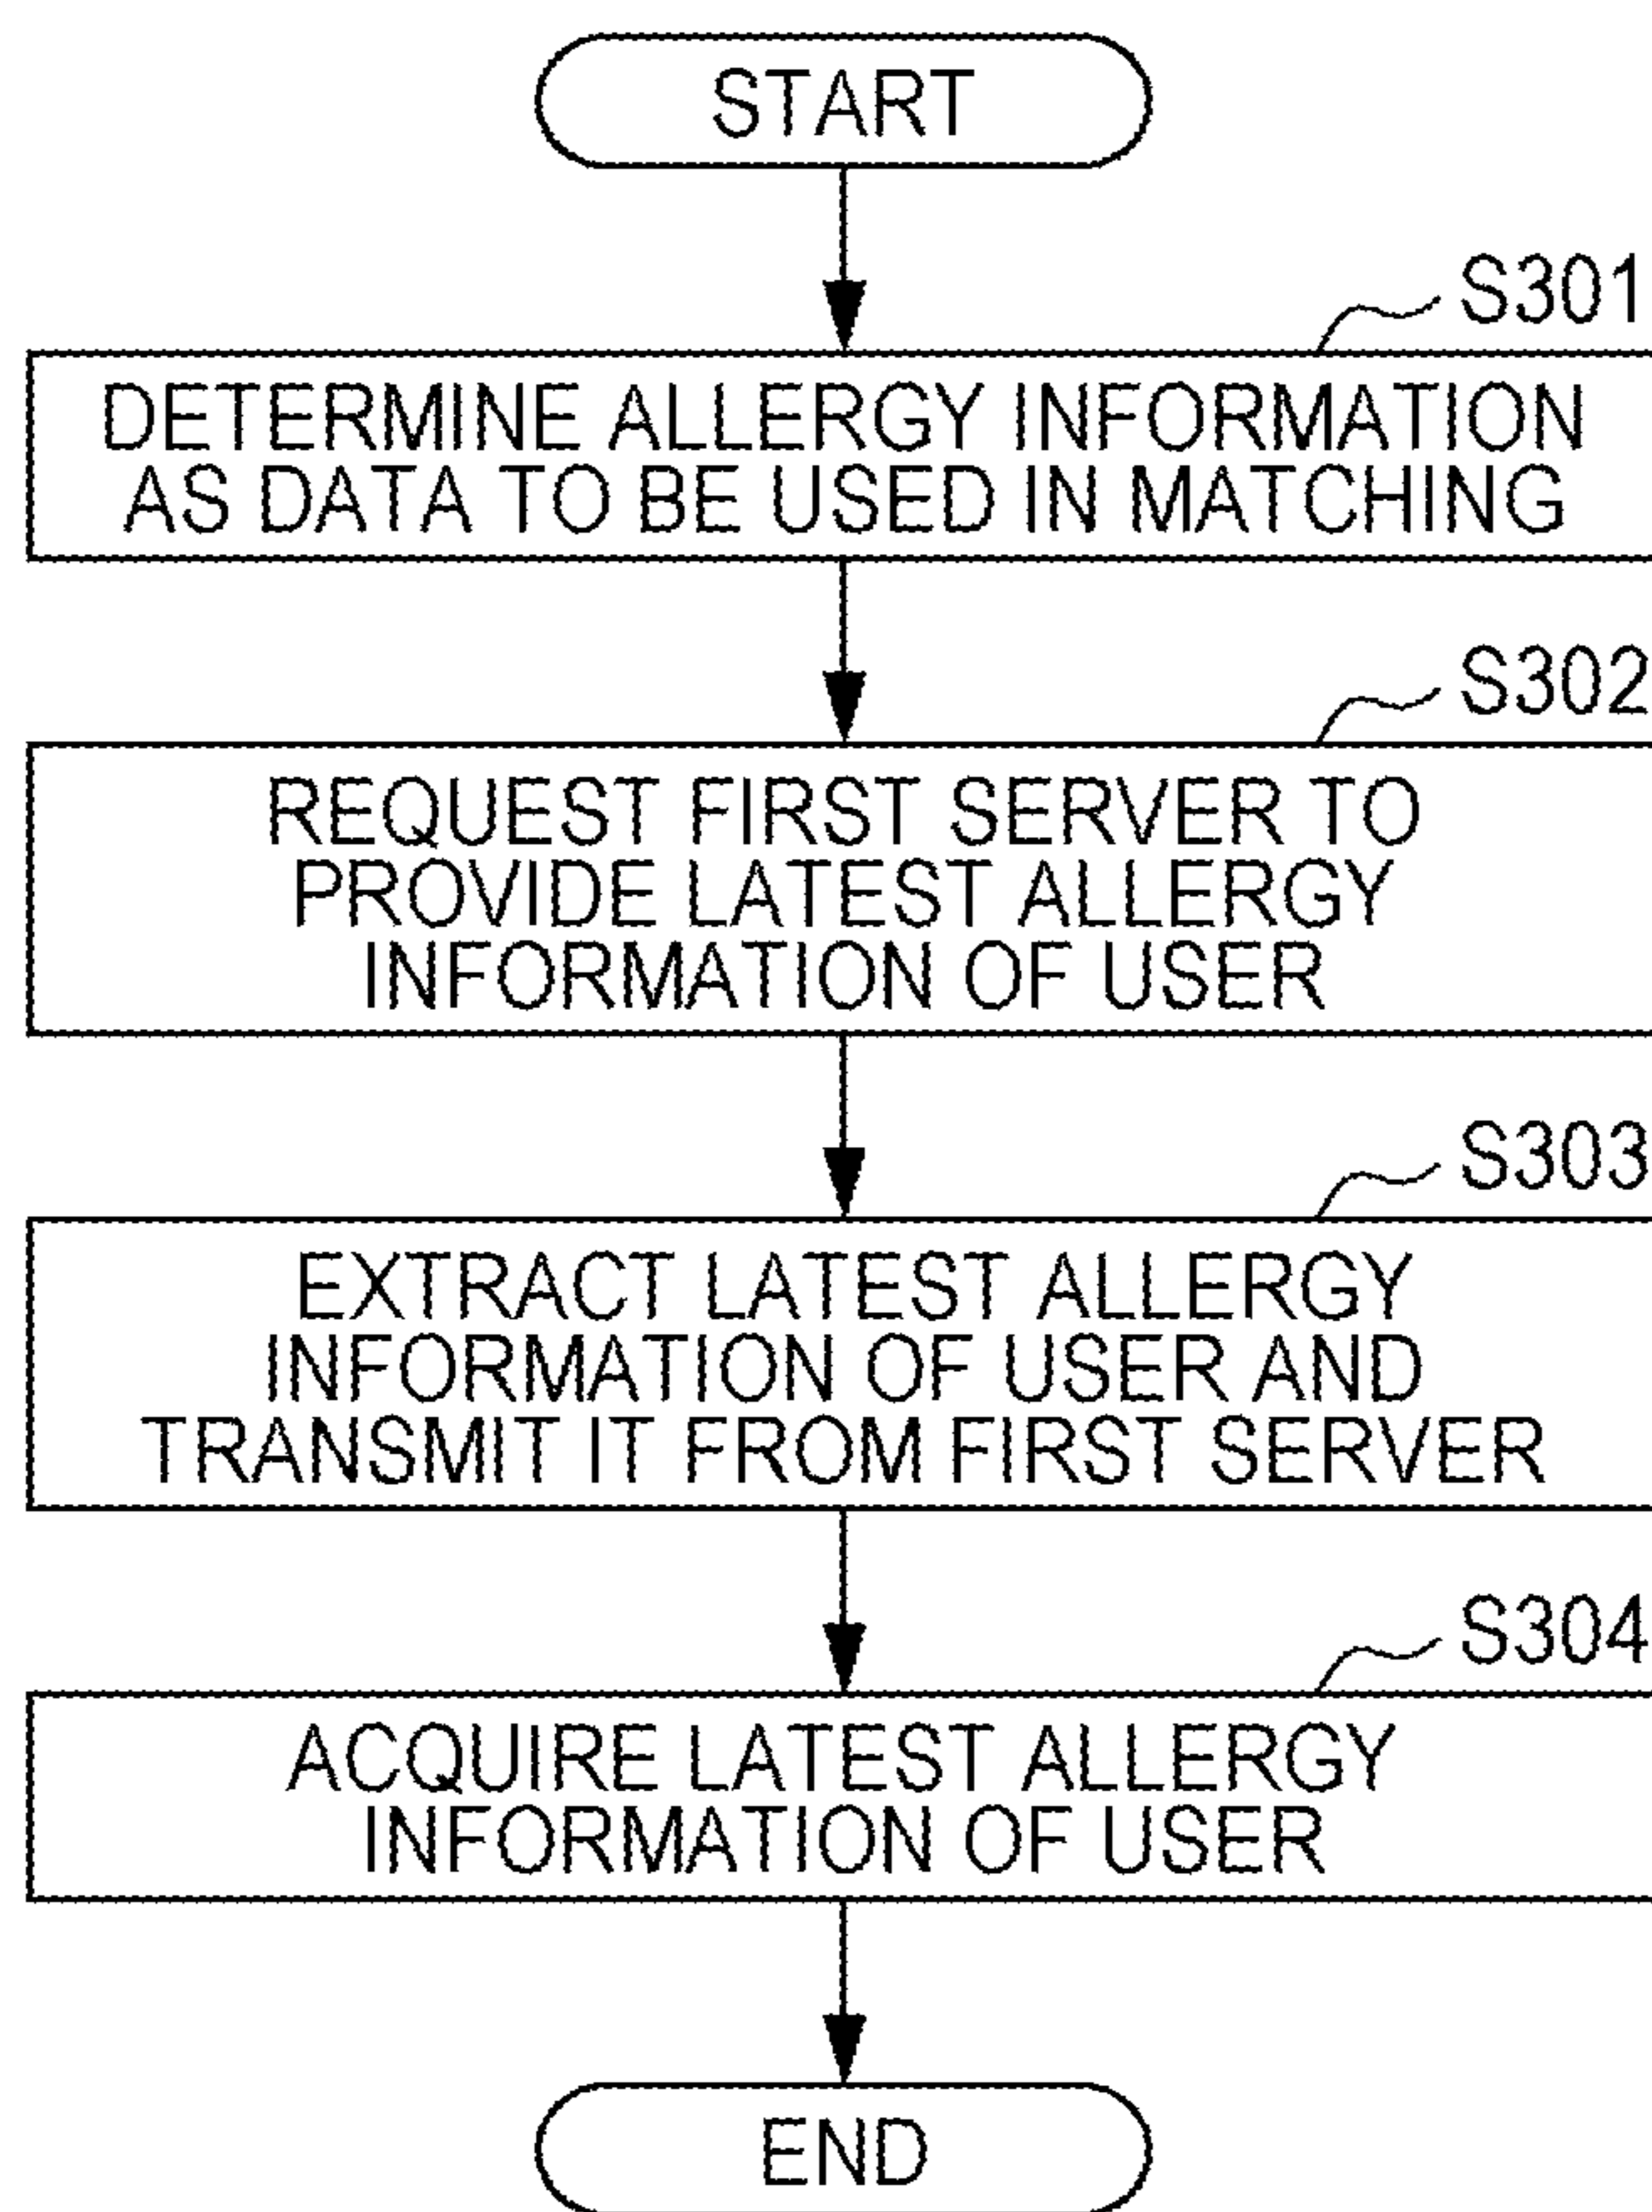 START
S301
DETERMINE ALLERGY INFORMATION
AS DATA TO BE USED IN MATCHING
S302
REQUEST FIRST SERVER TO
PROVIDE LATEST ALLERGY
INFORMATION OF USER
S303
EXTRACT LATEST ALLERGY
INFORMATION OF USER AND
TRANSMIT IT FROM FIRST SERVER
S304
ACQUIRE LATEST ALLERGY
INFORMATION OF USER
END